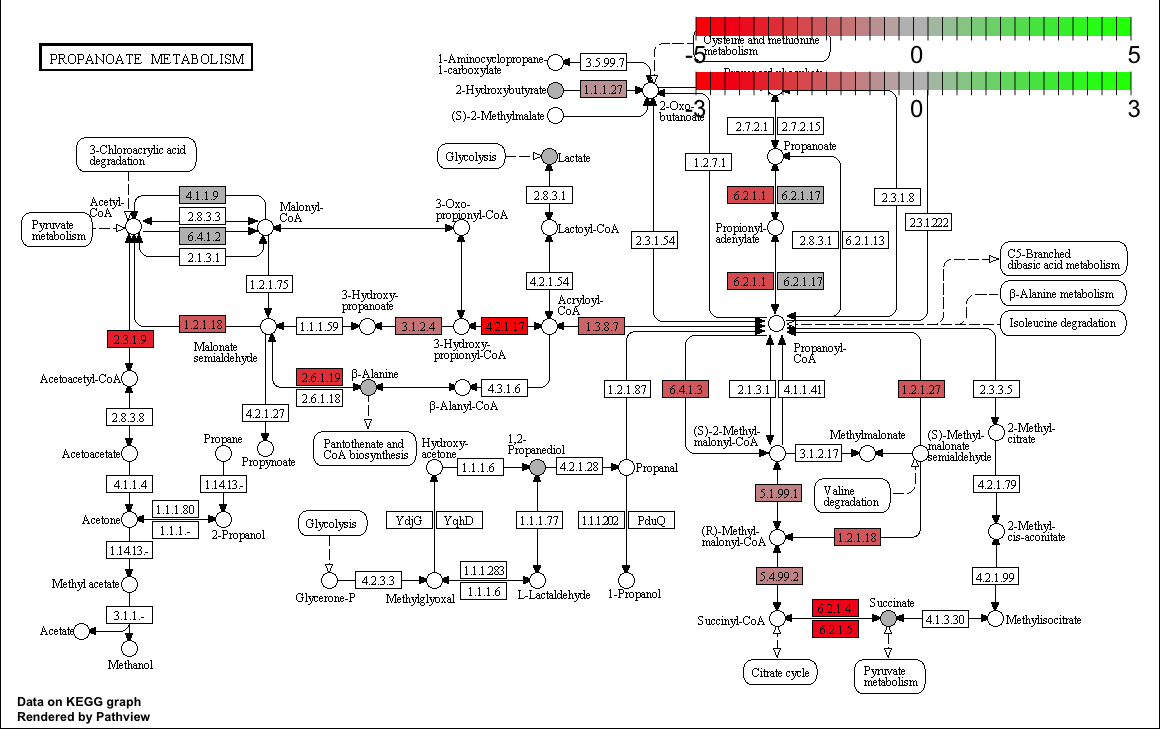 PROPANOATE METABOLISM
Cysteine and methionine
metabolism
-5
0
5
-3
0
3
1-Aminocyclopropane
1-carboxylate
3.5.99.7
2-Hydroxybutyrate
1.1.1.27
(S)-2-Methylmalate
2-Oxo-
butanoate
2.7.2.1
2.7.2.15
Propanoate
1.2.7.1
3-Chloroacrylic acid
degradation
Glycolysis
Lactate
4.1.1.9
2.8.3.1
6.2.1.1
6.2.1.17
2.3.1.8
Acetyl-
CoA
Malonyl-
CoA
3-Oxo-
propionyl-CoA
2.8.3.3
2.3.1.222
Pyruvate
metabolism
6.4.1.2
Lactoyl-CoA
Propionyl-
adenylate
2.3.1.54
2.8.3.1
6.2.1.13
2.1.3.1
C5-Branched
dibasic acid metabolism
1.2.1.75
4.2.1.54
6.2.1.1
6.2.1.17
β-Alanine metabolism
3-Hydroxy-
propanoate
Acryloyl-
CoA
1.2.1.18
1.1.1.59
3.1.2.4
4.2.1.17
1.3.8.7
Isoleucine degradation
2.3.1.9
Malonate
semialdehyde
3-Hydroxy-
propionyl-CoA
Propanoyl-
CoA
Acetoacetyl-CoA
2.6.1.19
β-Alanine
2.6.1.18
4.3.1.6
β-Alanyl-CoA
1.2.1.87
6.4.1.3
2.1.3.1
4.1.1.41
1.2.1.27
2.3.3.5
2.8.3.8
4.2.1.27
Propane
Pantothenate and
CoA biosynthesis
Hydroxy-
acetone
1,2-
Propanediol
(S)-2-Methyl-
malonyl-CoA
Methylmalonate
(S)-Methyl-
malonate
semialdehyde
2-Methyl-
citrate
Acetoacetate
Propynoate
1.1.1.6
4.2.1.28
Propanal
3.1.2.17
4.1.1.4
1.14.13.-
5.1.99.1
Valine
degradation
4.2.1.79
Acetone
1.1.1.80
1.1.1.-
2-Propanol
Glycolysis
YdjG
YqhD
1.1.1.77
1.1.1.202
PduQ
(R)-Methyl-
malonyl-CoA
1.2.1.18
2-Methyl-
cis-aconitate
1.14.13.-
Methyl acetate
4.2.3.3
1.1.1.283
1.1.1.6
5.4.99.2
4.2.1.99
Glycerone-P
Methylglyoxal
L-Lactaldehyde
1-Propanol
3.1.1.-
Succinyl-CoA
6.2.1.4
6.2.1.5
Succinate
4.1.3.30
Methylisocitrate
Acetate
Methanol
Citrate cycle
Pyruvate
metabolism
Data on KEGG graph
Rendered by Pathview